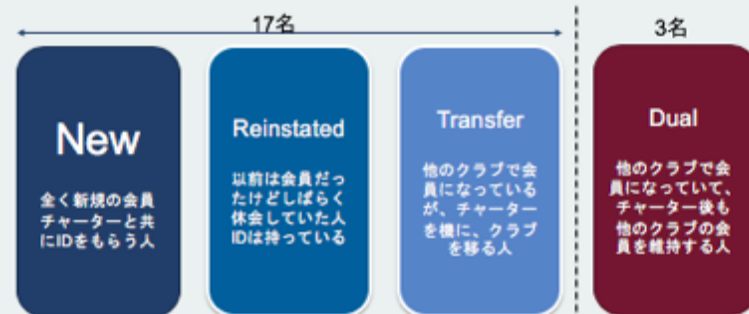 17名
3名
New
全く新規の会員
チャーターと共
にIDをもらう人
Reinstated
以前は会員だっ
たけどしばらく
休会していた人
IDは持っている
Transfer
他のクラブで会
員になっている
が、チャーター
を機に、クラブ
を移る人
Dual
他のクラブで会
員になっていて、
チャーター後も
他のクラブの会
員を維持する人